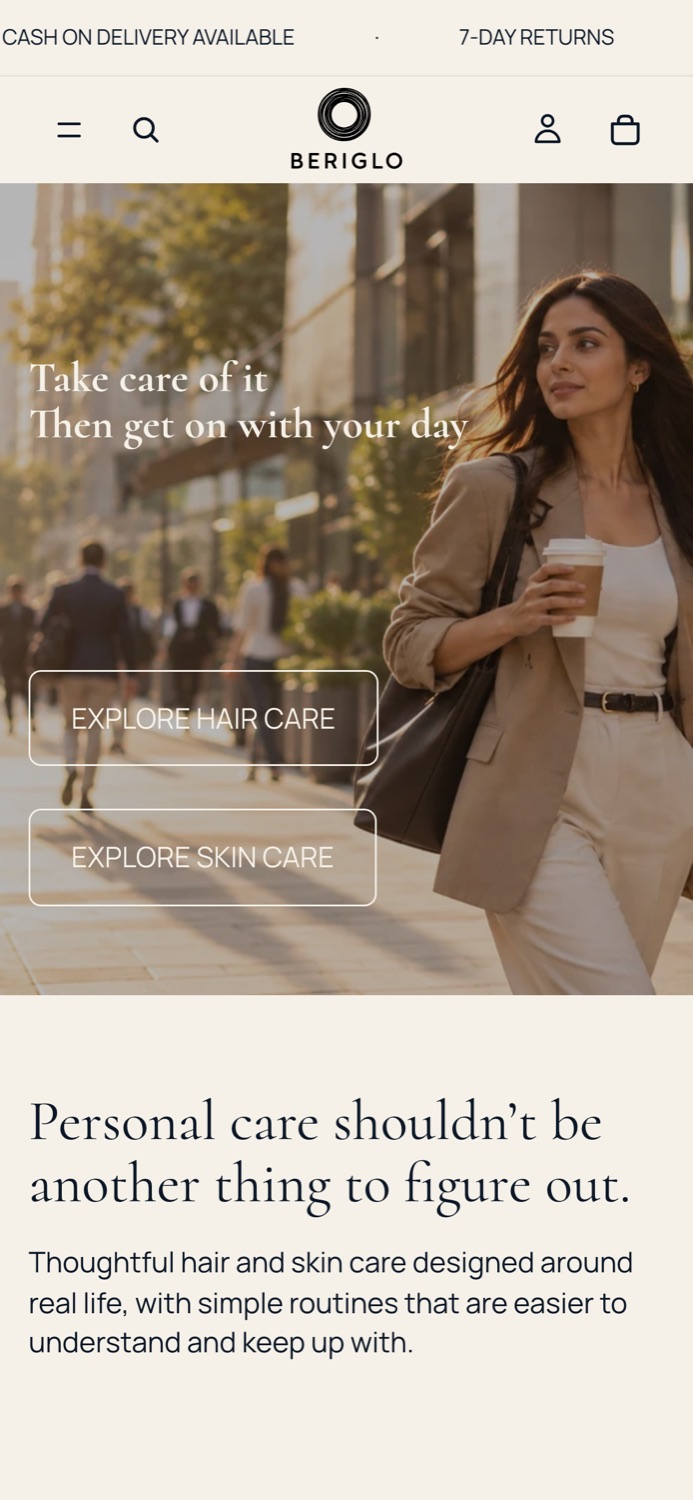 CASH ON DELIVERY AVAILABLE · 7-DAY RETURNS
BERIGLO
Take care of it
Then get on with your day
EXPLORE HAIR CARE
EXPLORE SKIN CARE
Personal care shouldn’t be
another thing to figure out.
Thoughtful hair and skin care designed around
real life, with simple routines that are easier to
understand and keep up with.